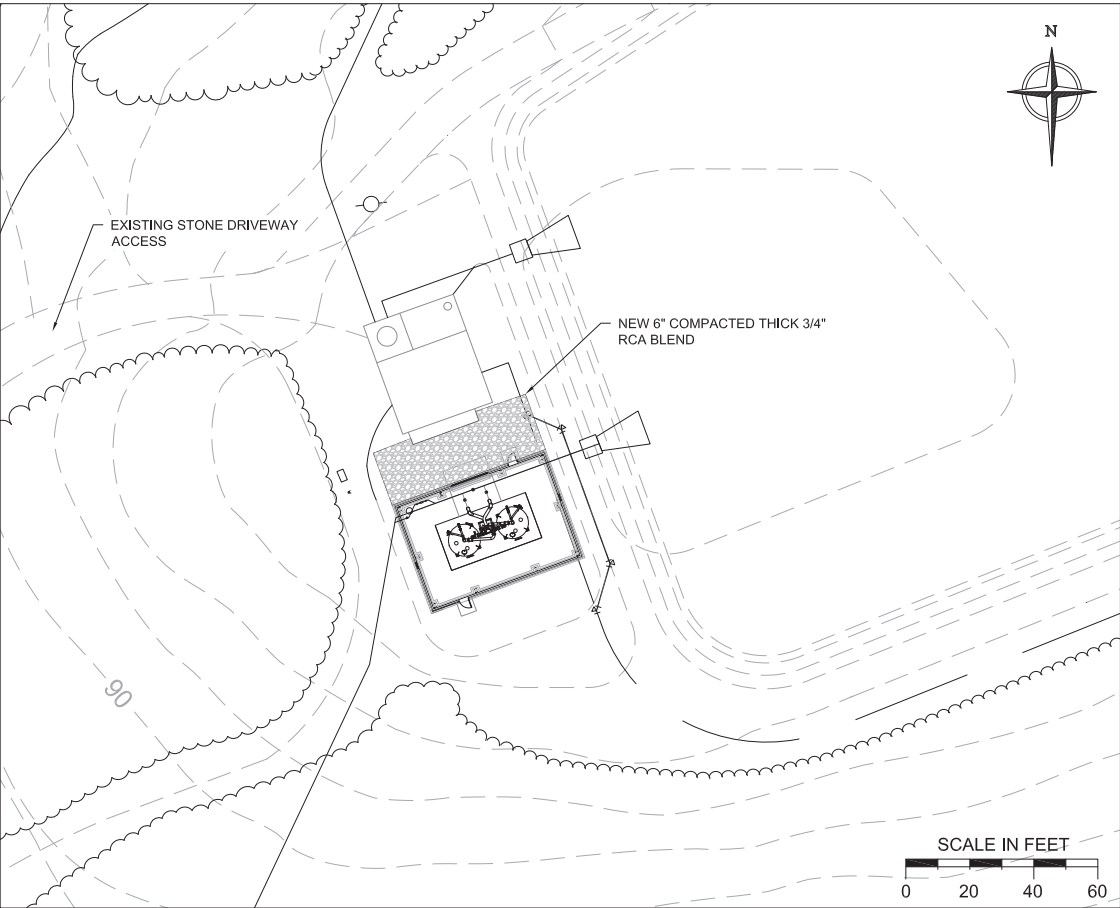 N
EXISTING STONE DRIVEWAY
ACCESS
NEW 6" COMPACTED THICK 3/4"
RCA BLEND
90
SCALE IN FEET
0 20 40 60